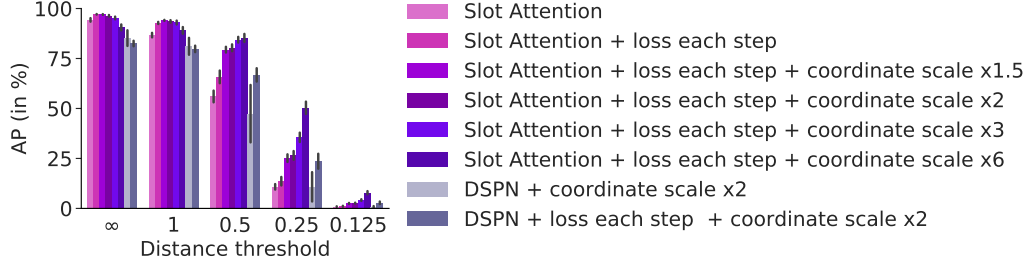 100
75
50
25
0
AP (in %)
∞ 1 0.5 0.25 0.125
Distance threshold
Slot Attention
Slot Attention + loss each step
Slot Attention + loss each step + coordinate scale x1.5
Slot Attention + loss each step + coordinate scale x2
Slot Attention + loss each step + coordinate scale x3
Slot Attention + loss each step + coordinate scale x6
DSPN + coordinate scale x2
DSPN + loss each step + coordinate scale x2